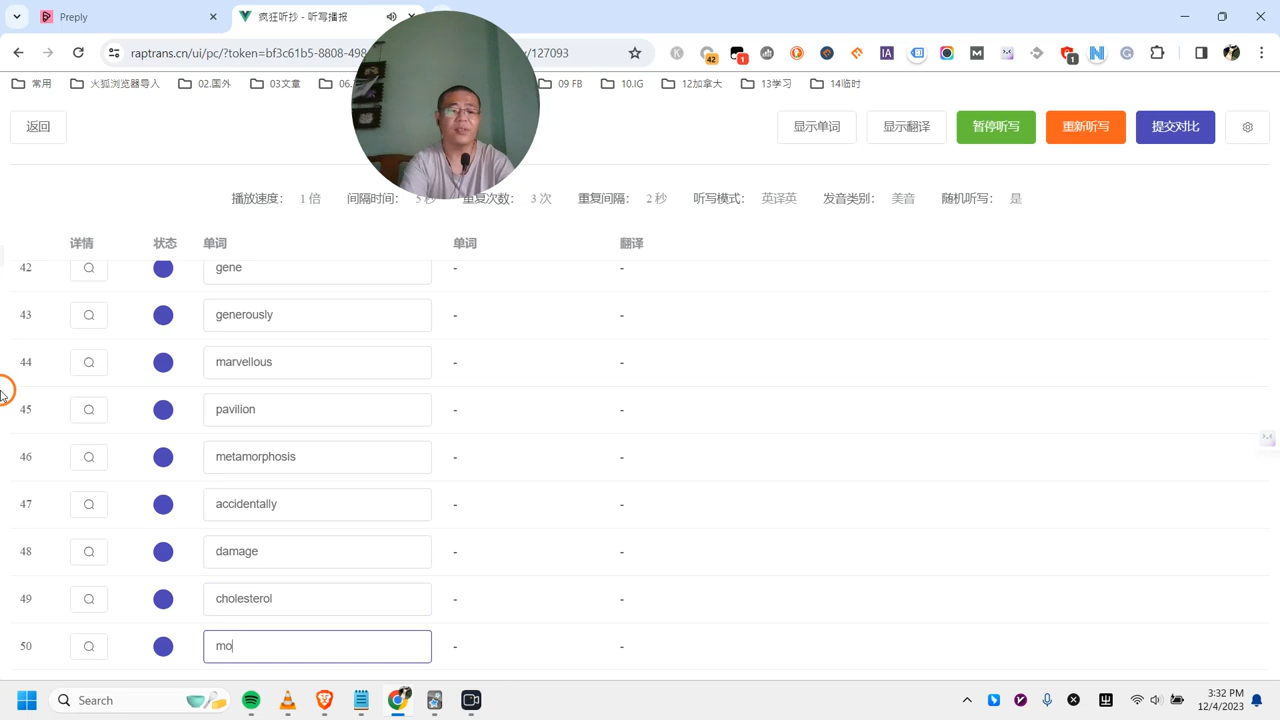 Preply
疯狂听抄 - 听写播报
raptrans.cn/ui/pc/?token=bf3c61b5-8808-498
/127093
42
1
IA
1
常用
火狐浏览器导入
02.国外
03文章
06.
09 FB
10.IG
12加拿大
13学习
14临时
返回
显示单词
显示翻译
暂停听写
重新听写
提交对比
播放速度: 1 倍
间隔时间: 5 秒
重复次数: 3 次
重复间隔: 2 秒
听写模式: 英译英
发音类别: 美音
随机听写: 是
详情 状态 单词 单词 翻译
42 gene - -
43 generously - -
44 marvellous - -
45 pavilion - -
46 metamorphosis - -
47 accidentally - -
48 damage - -
49 cholesterol - -
50 mo - -
Search
3:32 PM
12/4/2023